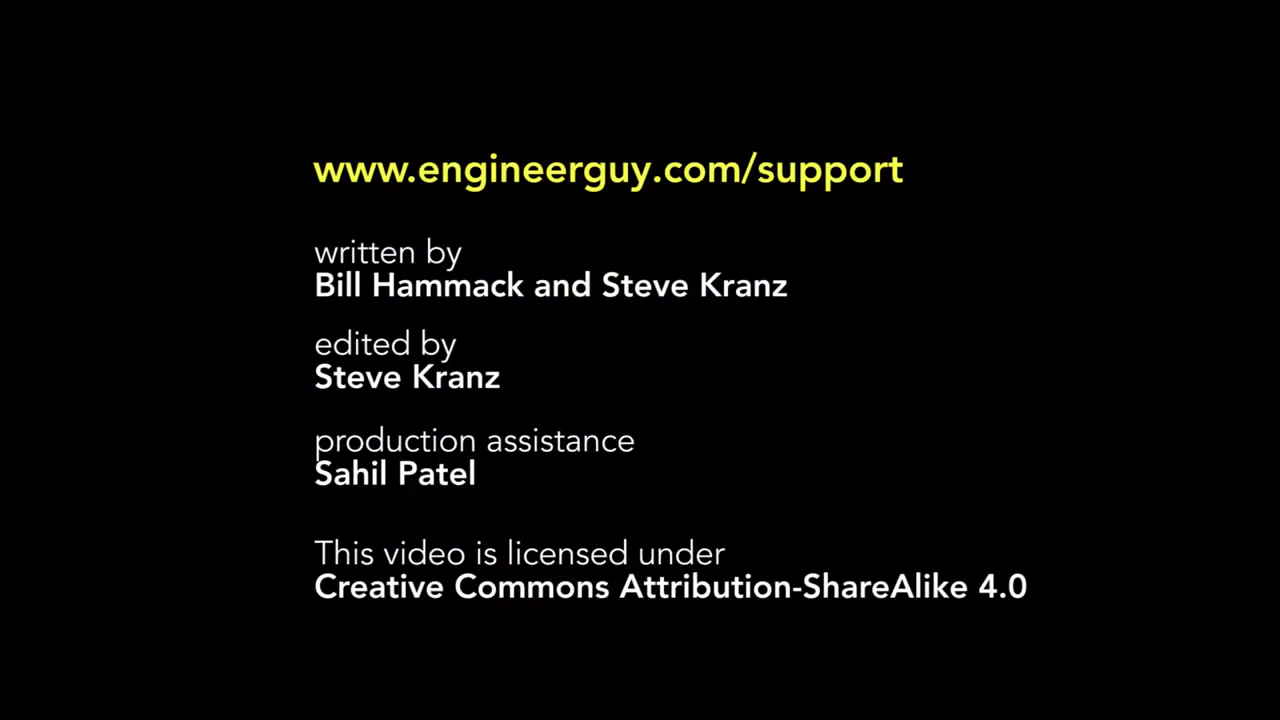 www.engineerguy.com/support
written by
Bill Hammack and Steve Kranz
edited by
Steve Kranz
production assistance
Sahil Patel
This video is licensed under
Creative Commons Attribution-ShareAlike 4.0